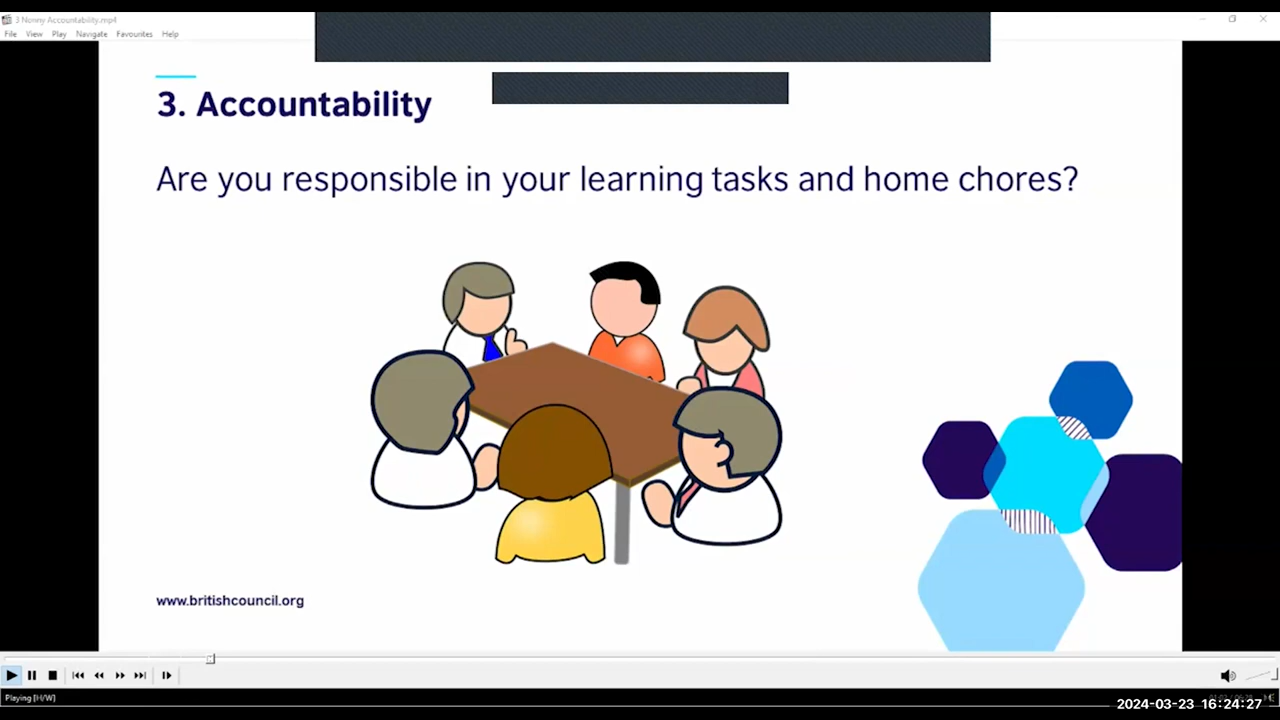 3 Nonny Accountability.mp4
File View Play Navigate Favourites Help
3. Accountability
Are you responsible in your learning tasks and home chores?
www.britishcouncil.org
Playing [H/W]
2024-03-23 16:24:27